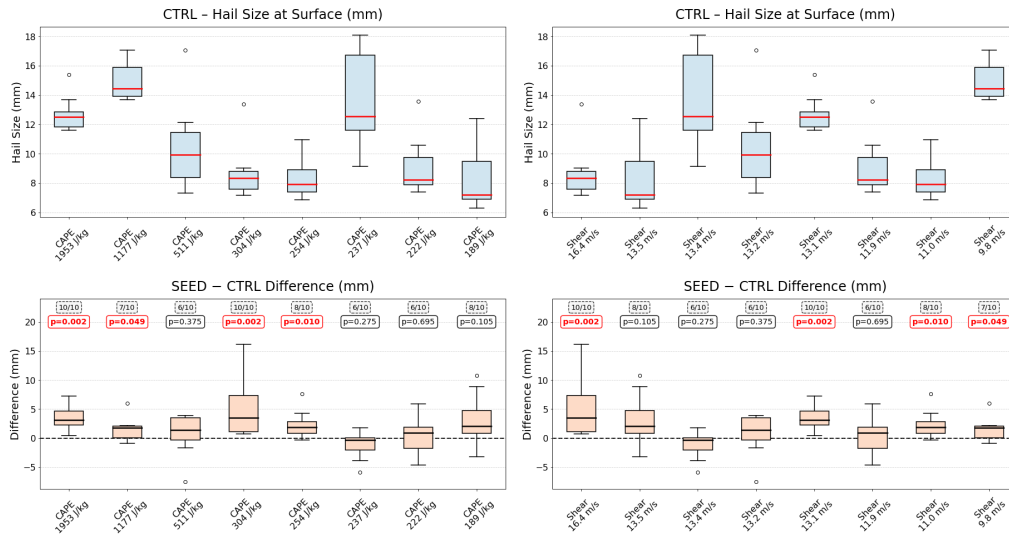 CTRL – Hail Size at Surface (mm)
Hail Size (mm)
18
16
14
12
10
8
6
CAPE
1953 J/kg
CAPE
1177 J/kg
CAPE
511 J/kg
CAPE
304 J/kg
CAPE
254 J/kg
CAPE
237 J/kg
CAPE
222 J/kg
CAPE
189 J/kg
CTRL – Hail Size at Surface (mm)
Hail Size (mm)
18
16
14
12
10
8
6
Shear
16.4 m/s
Shear
13.5 m/s
Shear
13.4 m/s
Shear
13.2 m/s
Shear
13.1 m/s
Shear
11.9 m/s
Shear
11.0 m/s
Shear
9.8 m/s
SEED − CTRL Difference (mm)
Difference (mm)
20
15
10
5
0
−5
10/10 7/10 6/10 10/10 8/10 6/10 6/10 8/10
p=0.002 p=0.049 p=0.375 p=0.002 p=0.010 p=0.275 p=0.695 p=0.105
CAPE
1953 J/kg
CAPE
1177 J/kg
CAPE
511 J/kg
CAPE
304 J/kg
CAPE
254 J/kg
CAPE
237 J/kg
CAPE
222 J/kg
CAPE
189 J/kg
SEED − CTRL Difference (mm)
Difference (mm)
20
15
10
5
0
−5
10/10 8/10 6/10 6/10 10/10 6/10 8/10 7/10
p=0.002 p=0.105 p=0.275 p=0.375 p=0.002 p=0.695 p=0.010 p=0.049
Shear
16.4 m/s
Shear
13.5 m/s
Shear
13.4 m/s
Shear
13.2 m/s
Shear
13.1 m/s
Shear
11.9 m/s
Shear
11.0 m/s
Shear
9.8 m/s